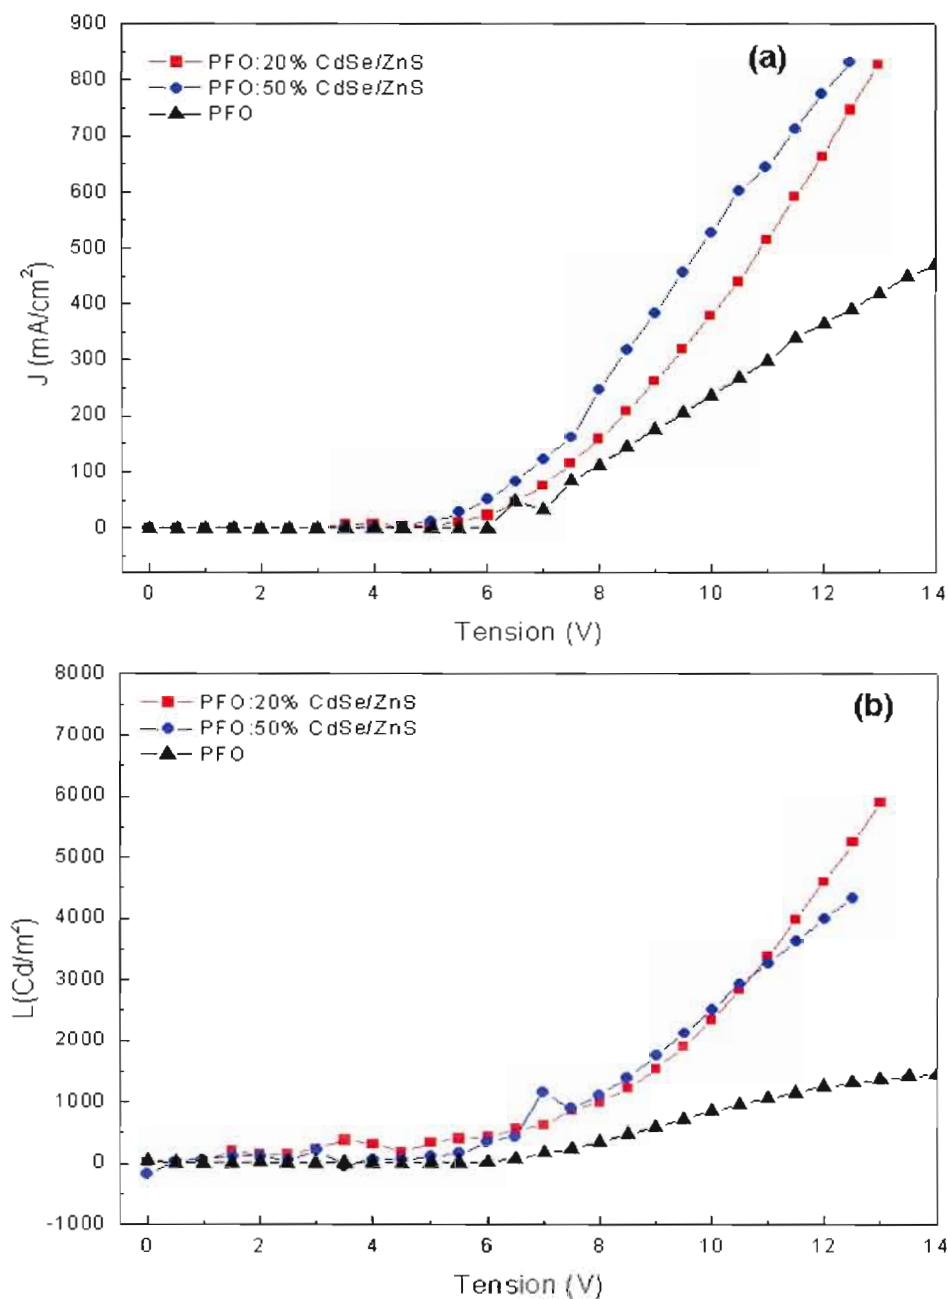 900
800
700
600
500
400
300
200
100
0
J (mA/cm²)
PFO:20% CdSe/ZnS
PFO:50% CdSe/ZnS
PFO
(a)
0 2 4 6 8 10 12 14
Tension (V)
8000
7000
6000
5000
4000
3000
2000
1000
0
-1000
L(Cd/m²)
PFO:20% CdSe/ZnS
PFO:50% CdSe/ZnS
PFO
(b)
0 2 4 6 8 10 12 14
Tension (V)